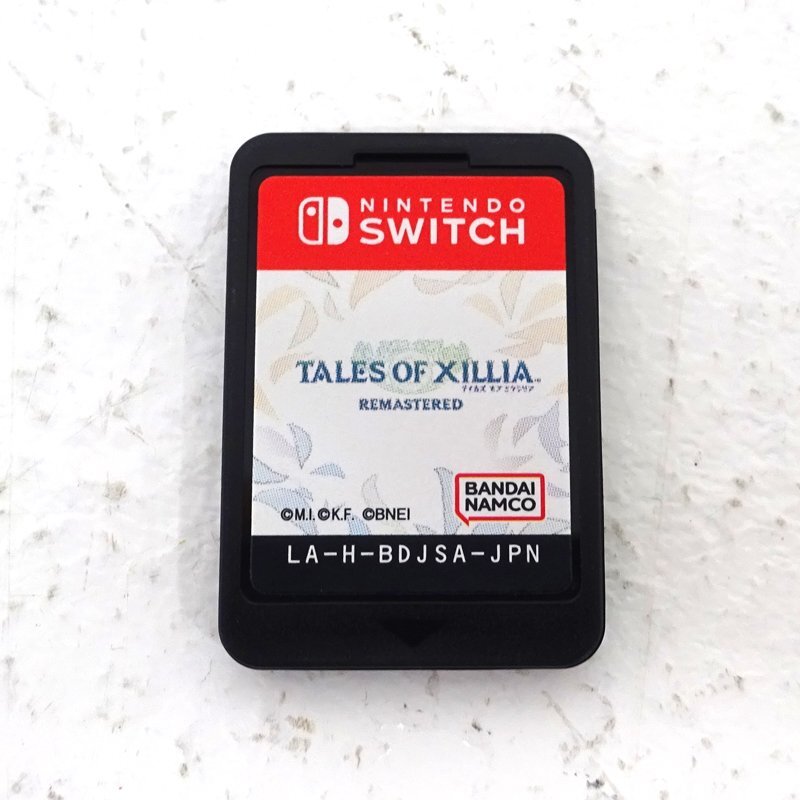 NINTENDO
SWITCH
TALES OF XILLIA™
テイルズ オブ エクシリア
REMASTERED
©M.I.©K.F. ©BNEI
BANDAI
NAMCO
LA-H-BDJSA-JPN